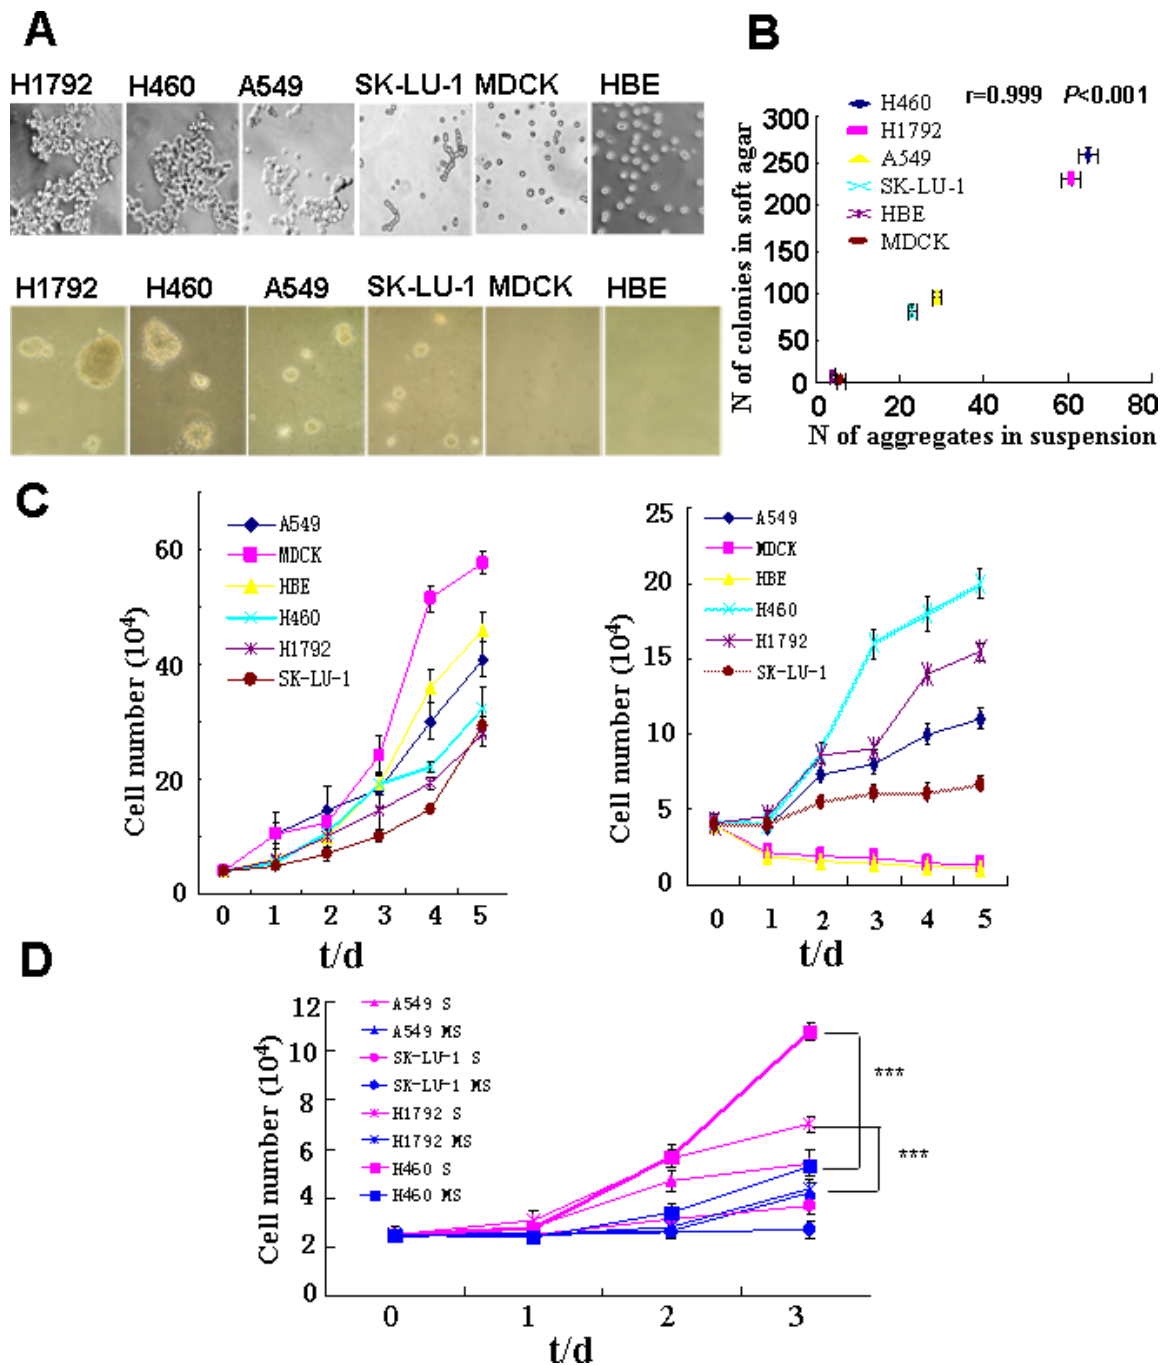 A
H1792 H460 A549 SK-LU-1 MDCK HBE
H1792 H460 A549 SK-LU-1 MDCK HBE
B
r=0.999 P<0.001
H460
H1792
A549
SK-LU-1
HBE
MDCK
N of colonies in soft agar
300
250
200
150
100
50
0
0 20 40 60 80
N of aggregates in suspension
C
A549
MDCK
HBE
H460
H1792
SK-LU-1
Cell number (10⁴)
60
40
20
0
0 1 2 3 4 5
t/d
A549
MDCK
HBE
H460
H1792
SK-LU-1
Cell number (10⁴)
25
20
15
10
5
0
0 1 2 3 4 5
t/d
D
A549 S
A549 MS
SK-LU-1 S
SK-LU-1 MS
H1792 S
H1792 MS
H460 S
H460 MS
Cell number (10⁴)
12
10
8
6
4
2
0
0 1 2 3
t/d
***
***